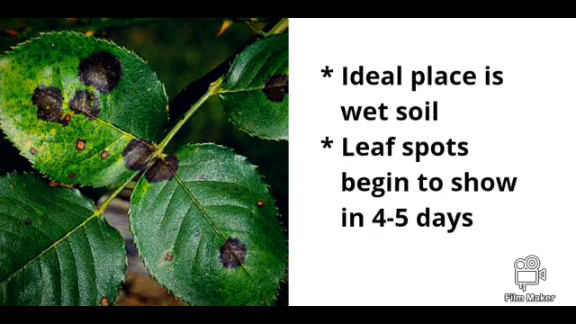 * Ideal place is
wet soil
* Leaf spots
begin to show
in 4-5 days
Film Maker